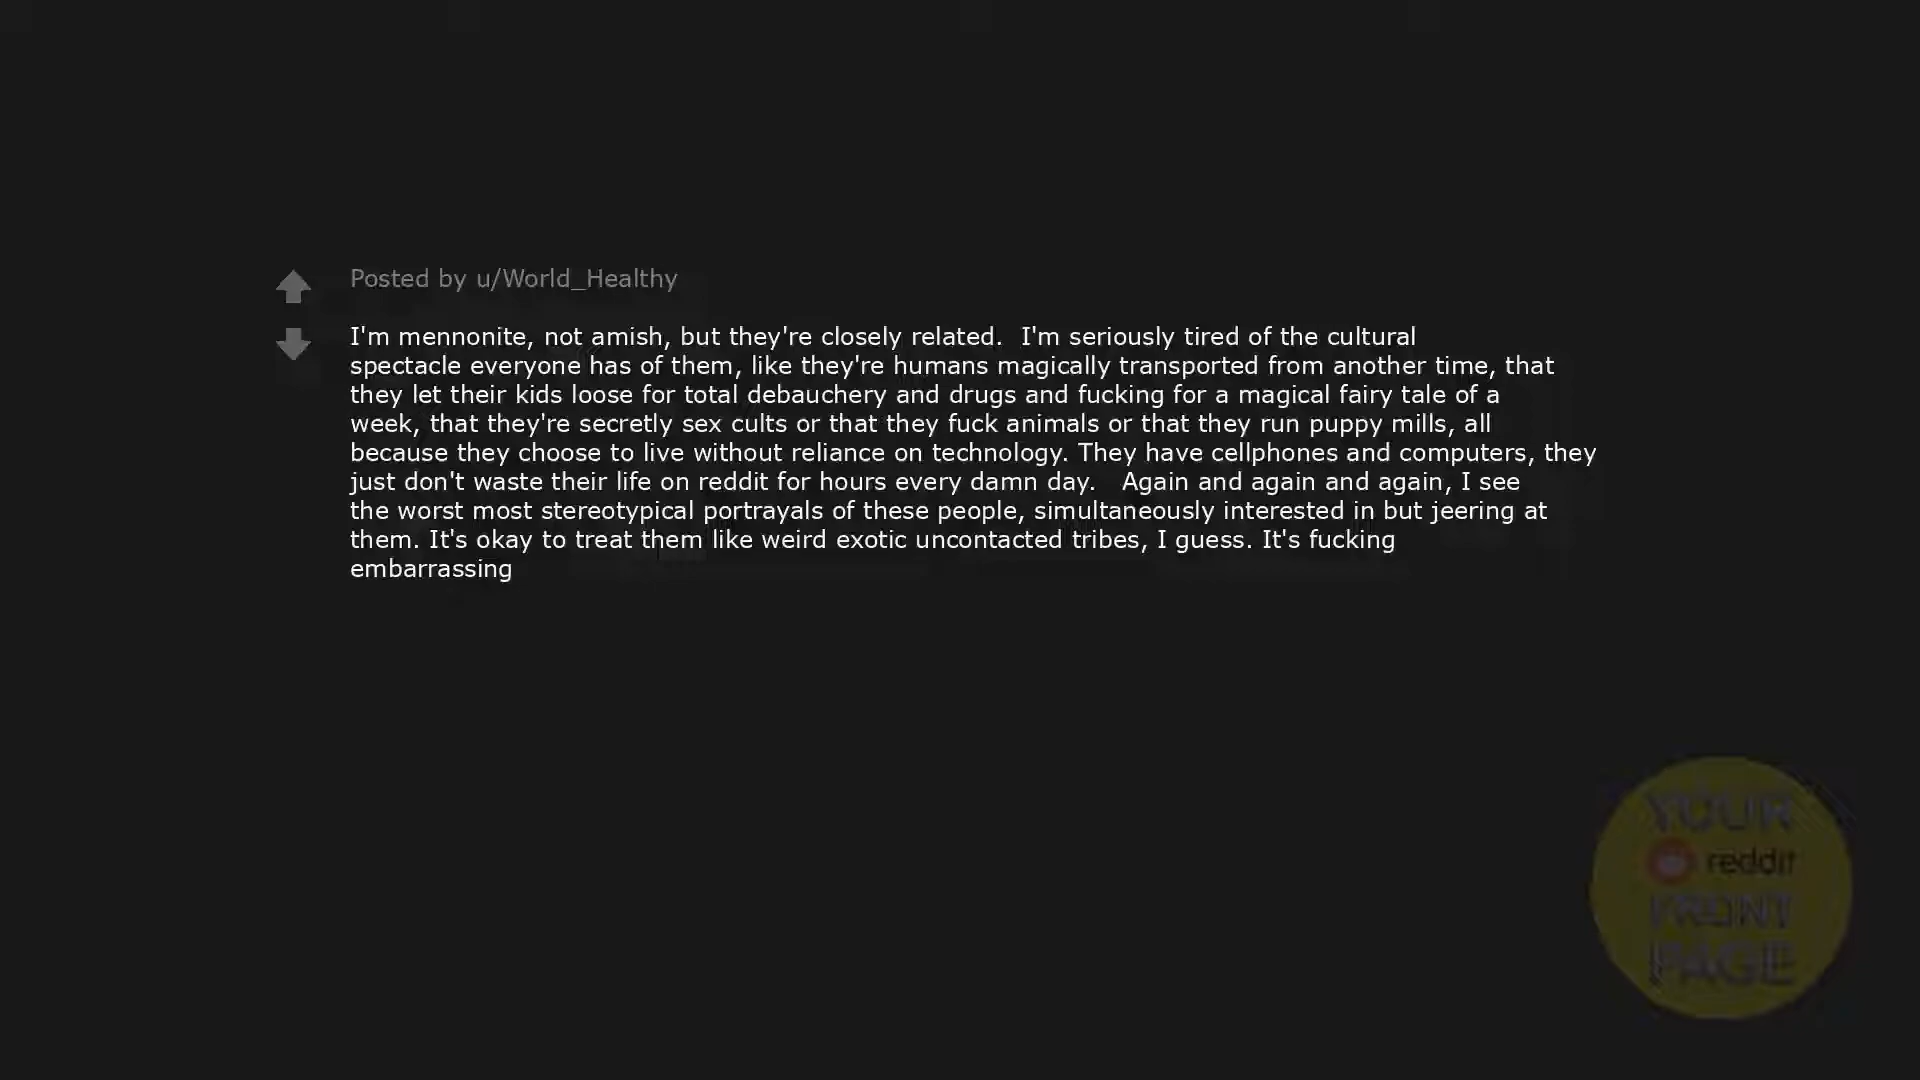 Posted by u/World_Healthy
I'm mennonite, not amish, but they're closely related.  I'm seriously tired of the cultural
spectacle everyone has of them, like they're humans magically transported from another time, that
they let their kids loose for total debauchery and drugs and fucking for a magical fairy tale of a
week, that they're secretly sex cults or that they fuck animals or that they run puppy mills, all
because they choose to live without reliance on technology. They have cellphones and computers, they
just don't waste their life on reddit for hours every damn day.   Again and again and again, I see
the worst most stereotypical portrayals of these people, simultaneously interested in but jeering at
them. It's okay to treat them like weird exotic uncontacted tribes, I guess. It's fucking
embarrassing
YOUR
reddit
FRONT
PAGE